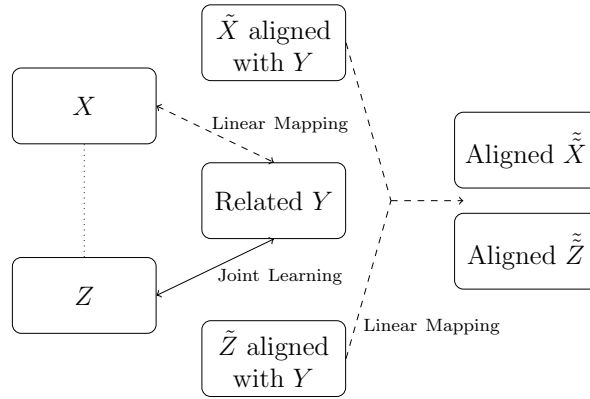 X̃ aligned
with Y
X
Linear Mapping
Aligned X̃̃
Related Y
Aligned Z̃̃
Joint Learning
Z
Linear Mapping
Z̃ aligned
with Y